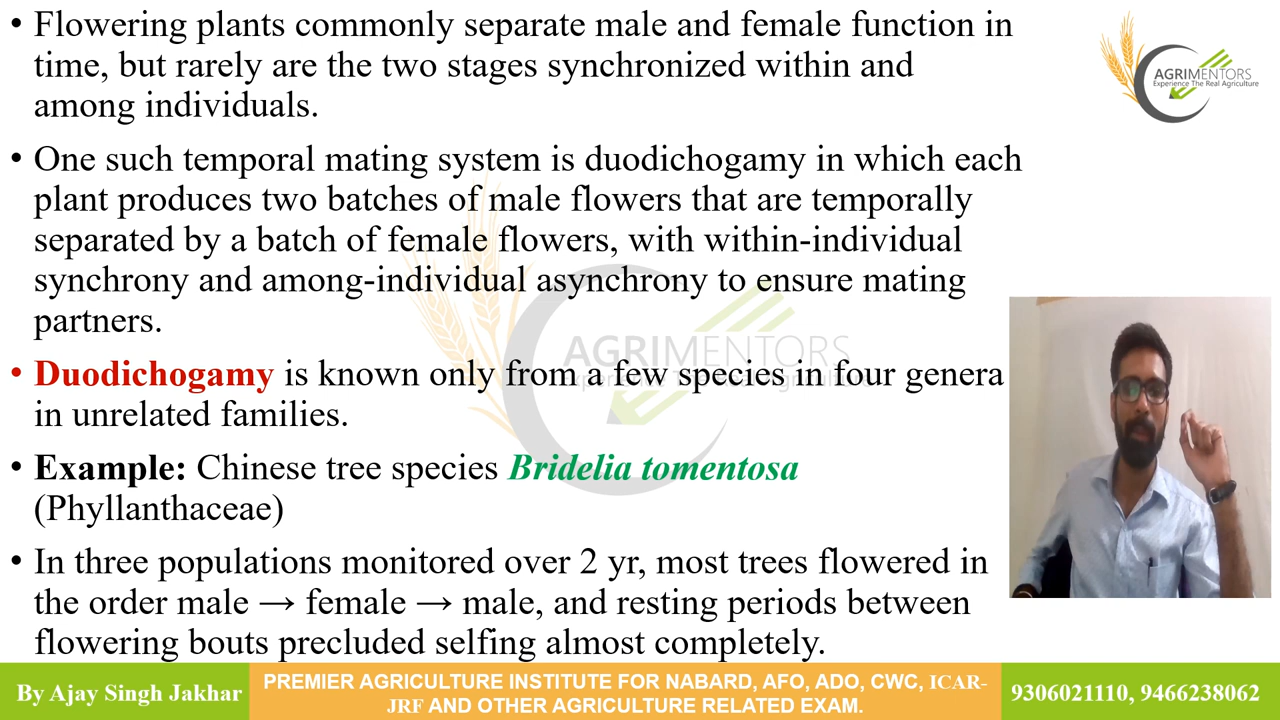 • Flowering plants commonly separate male and female function in
time, but rarely are the two stages synchronized within and
among individuals.
• One such temporal mating system is duodichogamy in which each
plant produces two batches of male flowers that are temporally
separated by a batch of female flowers, with within-individual
synchrony and among-individual asynchrony to ensure mating
partners.
• Duodichogamy is known only from a few species in four genera
in unrelated families.
• Example: Chinese tree species Bridelia tomentosa
(Phyllanthaceae)
• In three populations monitored over 2 yr, most trees flowered in
the order male → female → male, and resting periods between
flowering bouts precluded selfing almost completely.
AGRIMENTORS
Experience The Real Agriculture
AGRIMENTORS
Experience The Real Agriculture
By Ajay Singh Jakhar
PREMIER AGRICULTURE INSTITUTE FOR NABARD, AFO, ADO, CWC, ICAR-
JRF AND OTHER AGRICULTURE RELATED EXAM.
9306021110, 9466238062